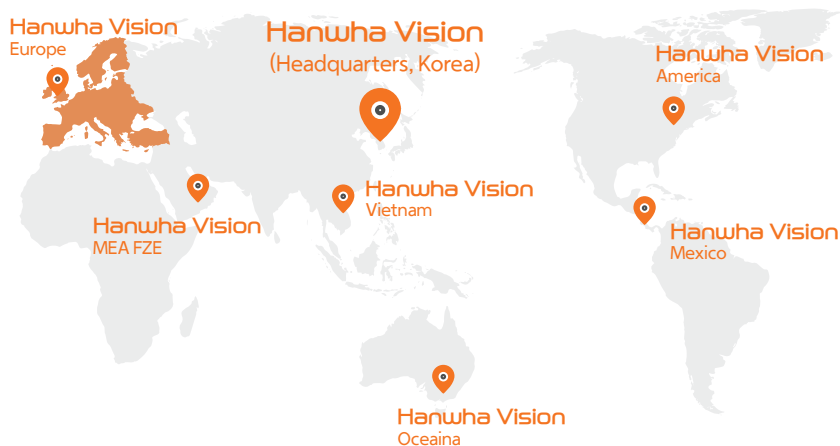 Hanwha Vision
Europe
Hanwha Vision
(Headquarters, Korea)
Hanwha Vision
America
Hanwha Vision
Vietnam
Hanwha Vision
MEA FZE
Hanwha Vision
Mexico
Hanwha Vision
Oceaina